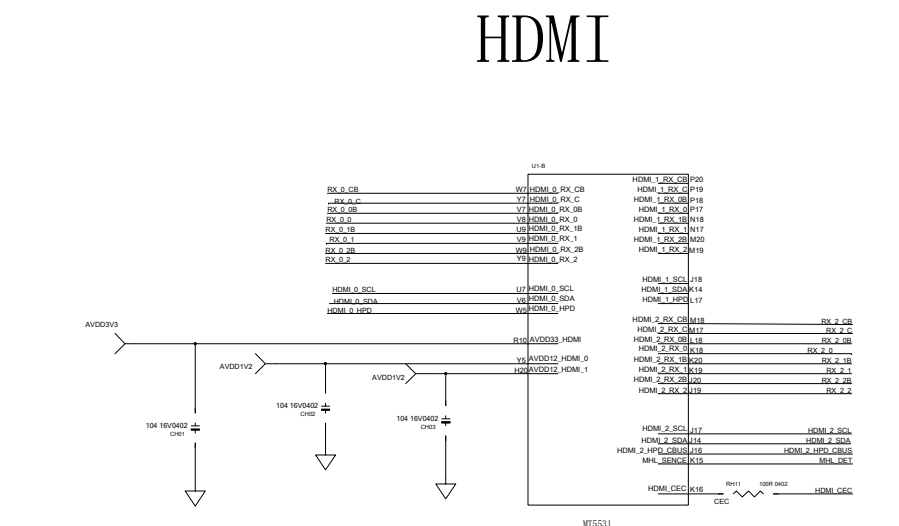 HDMI
U1-B
RX_0_CB W7 HDMI_0_RX_CB HDMI_1_RX_CB P20
RX_0_C Y7 HDMI_0_RX_C HDMI_1_RX_C P19
RX_0_0B V7 HDMI_0_RX_0B HDMI_1_RX_0B P18
RX_0_0 V8 HDMI_0_RX_0 HDMI_1_RX_0 P17
RX_0_1B U9 HDMI_0_RX_1B HDMI_1_RX_1B N18
RX_0_1 V9 HDMI_0_RX_1 HDMI_1_RX_1 N17
RX_0_2B W9 HDMI_0_RX_2B HDMI_1_RX_2B M20
RX_0_2 Y9 HDMI_0_RX_2 HDMI_1_RX_2 M19
HDMI_1_SCL J18
HDMI_0_SCL U7 HDMI_0_SCL HDMI_1_SDA K14
HDMI_0_SDA V6 HDMI_0_SDA HDMI_1_HPD L17
HDMI_0_HPD W5 HDMI_0_HPD
HDMI_2_RX_CB M18 RX_2_CB
AVDD3V3 HDMI_2_RX_C M17 RX_2_C
R10 AVDD33_HDMI HDMI_2_RX_0B L18 RX_2_0B
HDMI_2_RX_0 K18 RX_2_0
AVDD1V2 Y5 AVDD12_HDMI_0 HDMI_2_RX_1B K20 RX_2_1B
AVDD1V2 H20 AVDD12_HDMI_1 HDMI_2_RX_1 K19 RX_2_1
HDMI_2_RX_2B J20 RX_2_2B
HDMI_2_RX_2 J19 RX_2_2
104 16V0402
CH02
104 16V0402
CH03
104 16V0402
CH01
HDMI_2_SCL J17 HDMI_2_SCL
HDMI_2_SDA J14 HDMI_2_SDA
HDMI_2_HPD_CBUS J16 HDMI_2_HPD_CBUS
MHL_SENCE K15 MHL_DET
RH11 100R 0402
HDMI_CEC K16 HDMI_CEC
CEC
MT5531